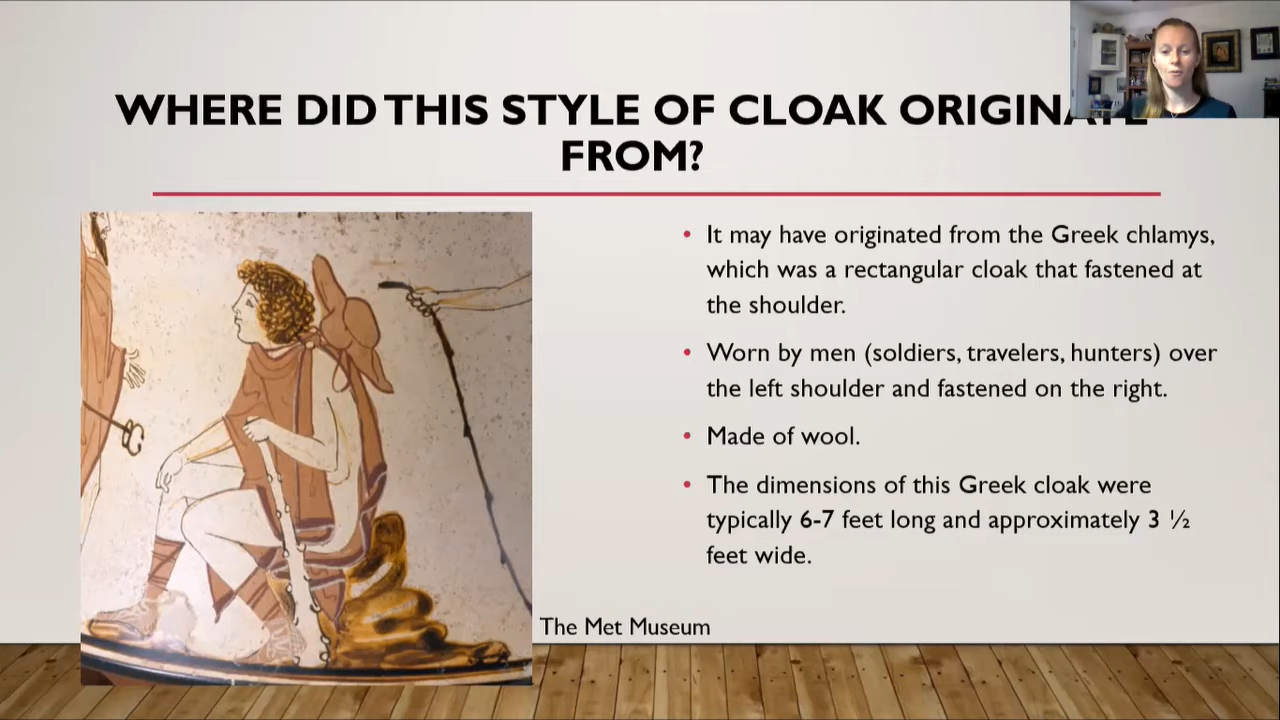 WHERE DID THIS STYLE OF CLOAK ORIGINATE
FROM?
• It may have originated from the Greek chlamys,
which was a rectangular cloak that fastened at
the shoulder.
• Worn by men (soldiers, travelers, hunters) over
the left shoulder and fastened on the right.
• Made of wool.
• The dimensions of this Greek cloak were
typically 6-7 feet long and approximately 3 ½
feet wide.
The Met Museum